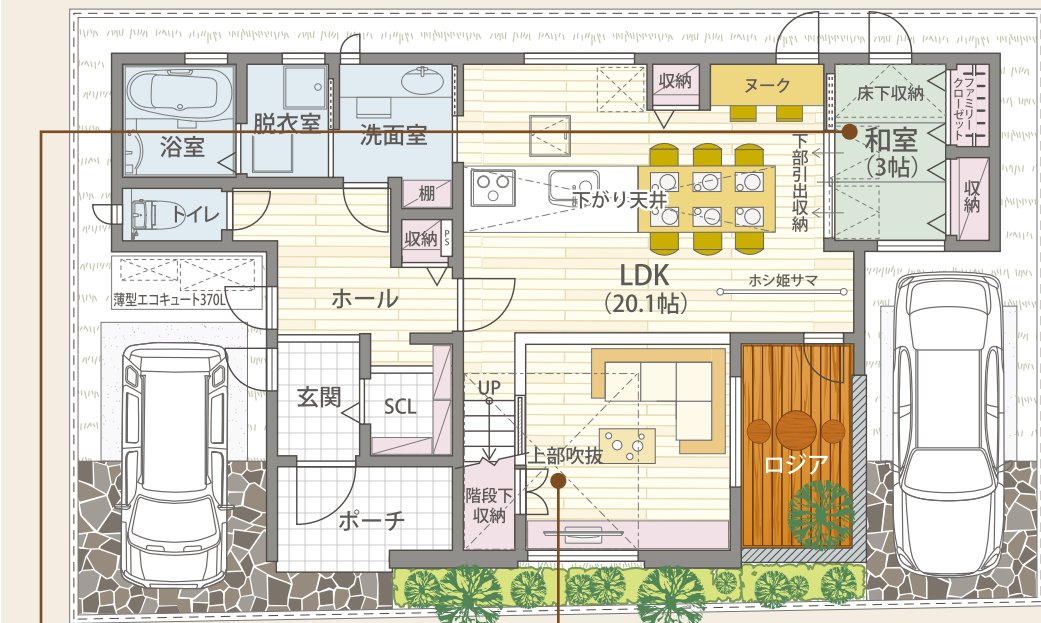 浴室
脱衣室
洗面室
棚
収納
ヌーク
床下収納
和室
(3帖)
ファミリー
クローゼット
収納
下部引出収納
トイレ
収納
PS
下がり天井
LDK
(20.1帖)
ホシ姫サマ
薄型エコキュート370L
ホール
玄関
SCL
UP
上部吹抜
階段下
収納
ポーチ
ロジア